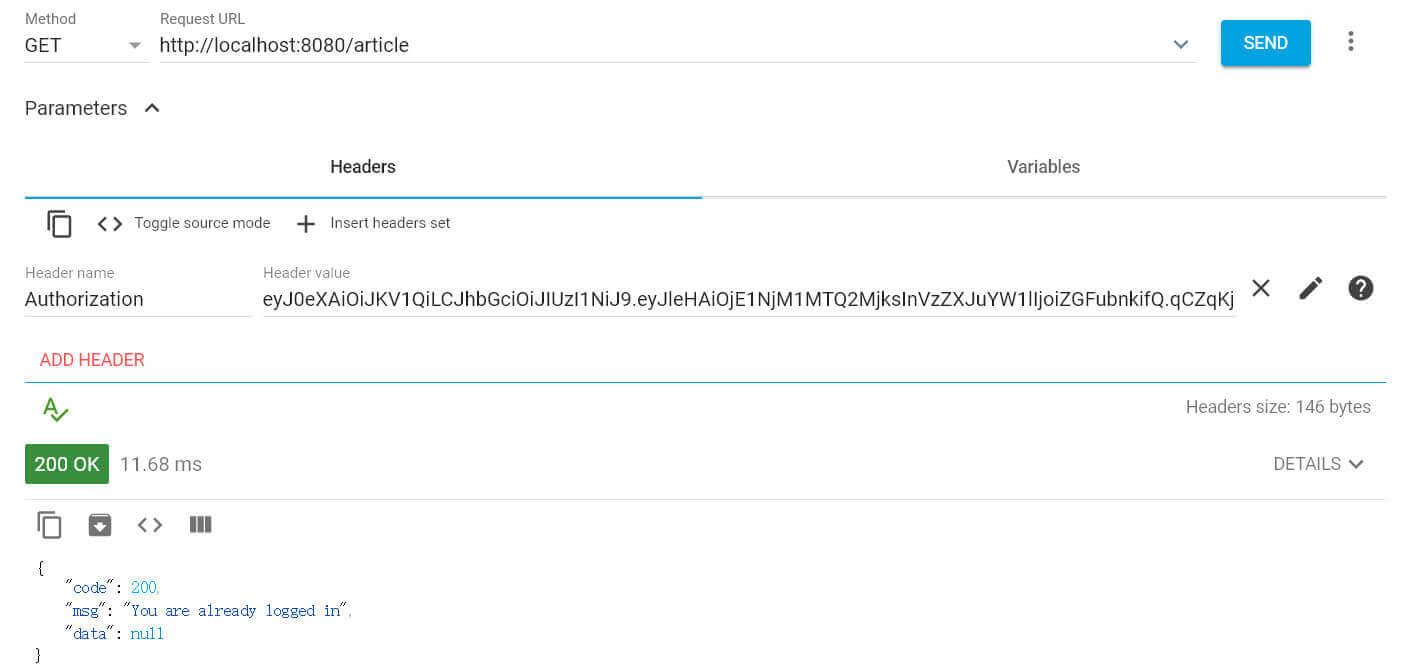 Method
Request URL
GET
http://localhost:8080/article
SEND
Parameters
Headers
Variables
Toggle source mode
Insert headers set
Header name
Header value
Authorization
eyJ0eXAiOiJKV1QiLCJhbGciOiJIUzI1NiJ9.eyJleHAiOjE1NjM1MTQ2MjksInVzZXJuYW1lIjoiZGFubnkifQ.qCZqKj
ADD HEADER
Headers size: 146 bytes
200 OK
11.68 ms
DETAILS
{
"code": 200,
"msg": "You are already logged in",
"data": null
}